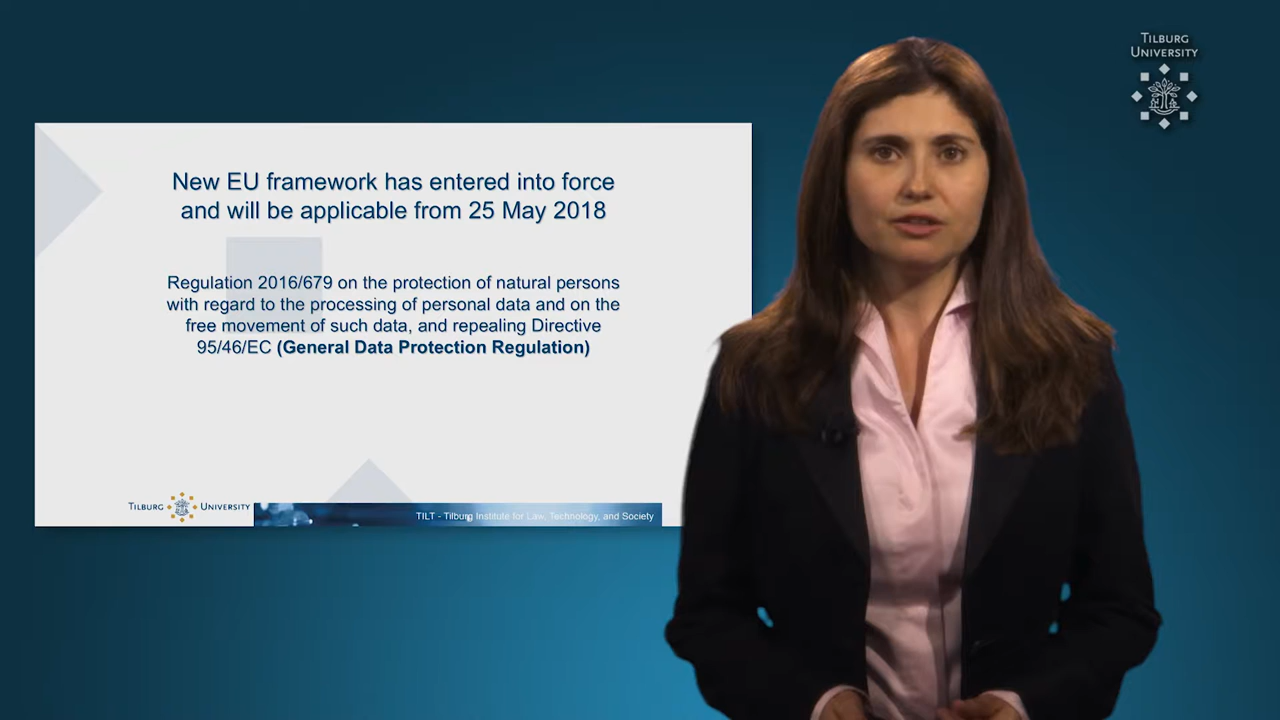 TILBURG
UNIVERSITY
New EU framework has entered into force
and will be applicable from 25 May 2018
Regulation 2016/679 on the protection of natural persons
with regard to the processing of personal data and on the
free movement of such data, and repealing Directive
95/46/EC (General Data Protection Regulation)
TILBURG UNIVERSITY
TILT - Tilburg Institute for Law, Technology, and Society